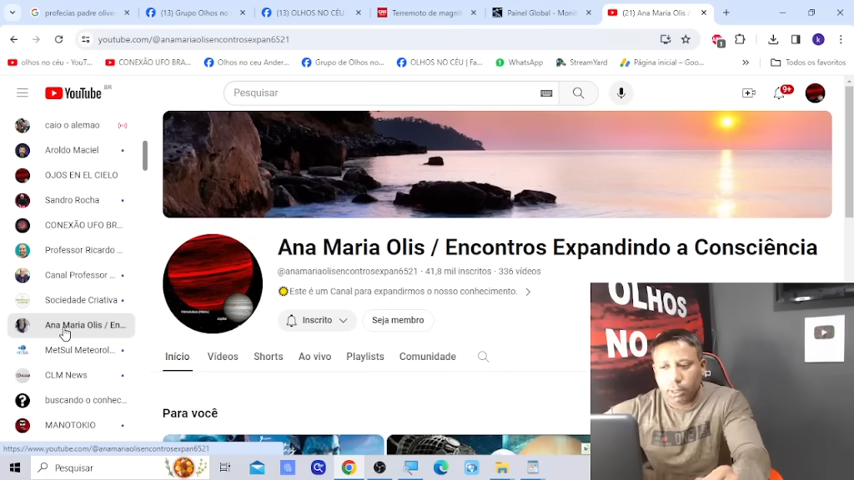 profecias padre olive
(13) Grupo Olhos no
(13) OLHOS NO CÉU
Terremoto de magni
Painel Global - Moni
(21) Ana Maria Olis /
youtube.com/@anamariaolisencontrosexpan6521
olhos no céu - YouT...
CONEXÃO UFO BRA...
Olhos no ceu Ander...
Grupo de Olhos no...
OLHOS NO CÉU | Fa...
WhatsApp
StreamYard
Página inicial – Goo...
Todos os favoritos
YouTube BR
Pesquisar
9+
caio o alemao
Aroldo Maciel
OJOS EN EL CIELO
Sandro Rocha
CONEXÃO UFO BR...
Professor Ricardo ...
Canal Professor ...
Sociedade Criativa
Ana Maria Olis / En...
MetSul Meteorol...
CLM News
buscando o conhec...
MANOTOKIO
Ana Maria Olis / Encontros Expandindo a Consciência
@anamariaolisencontrosexpan6521 · 41,8 mil inscritos · 336 vídeos
Este é um Canal para expandirmos o nosso conhecimento.
Inscrito
Seja membro
Início
Vídeos
Shorts
Ao vivo
Playlists
Comunidade
Para você
OLHOS
NO
https://www.youtube.com/@anamariaolisencontrosexpan6521
Pesquisar